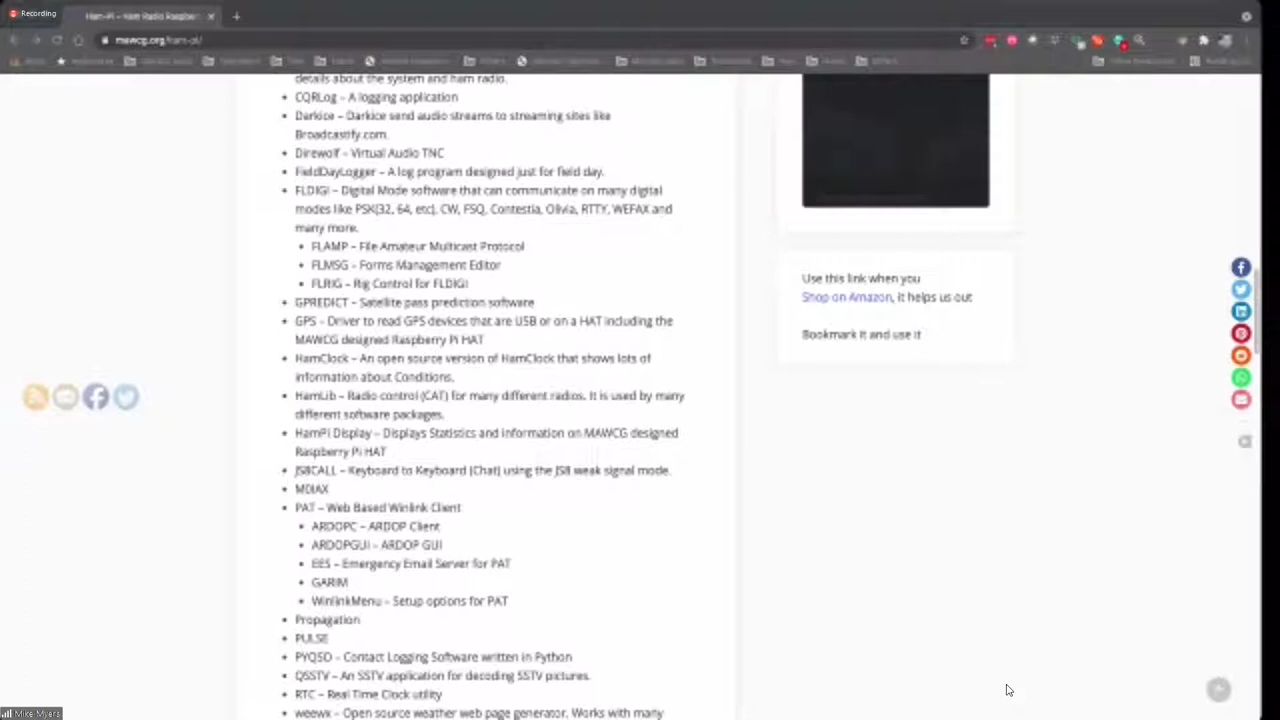 Recording
Ham-Pi – Ham Radio Raspber
mawcg.org/ham-pi/
details about the system and ham radio.
• CQRLog – A logging application
• Darkice – Darkice send audio streams to streaming sites like
Broadcastify.com.
• Direwolf – Virtual Audio TNC
• FieldDayLogger – A log program designed just for field day.
• FLDIGI – Digital Mode software that can communicate on many digital
modes like PSK(32, 64, etc), CW, FSQ, Contestia, Olivia, RTTY, WEFAX and
many more.
• FLAMP – File Amateur Multicast Protocol
• FLMSG – Forms Management Editor
• FLRIG – Rig Control for FLDIGI
• GPREDICT – Satellite pass prediction software
• GPS – Driver to read GPS devices that are USB or on a HAT including the
MAWCG designed Raspberry Pi HAT
• HamClock – An open source version of HamClock that shows lots of
information about Conditions.
• HamLib – Radio control (CAT) for many different radios. It is used by many
different software packages.
• HamPi Display – Displays Statistics and information on MAWCG designed
Raspberry Pi HAT
• JS8CALL – Keyboard to Keyboard (Chat) using the JS8 weak signal mode.
• MDIAX
• PAT – Web Based Winlink Client
• ARDOPC – ARDOP Client
• ARDOPGUI – ARDOP GUI
• EES – Emergency Email Server for PAT
• GARIM
• WinlinkMenu – Setup options for PAT
• Propagation
• PULSE
• PYQSO – Contact Logging Software written in Python
• QSSTV – An SSTV application for decoding SSTV pictures.
• RTC – Real Time Clock utility
• weewx – Open source weather web page generator. Works with many
Use this link when you
Shop on Amazon, it helps us out
Bookmark it and use it
Mike Myers